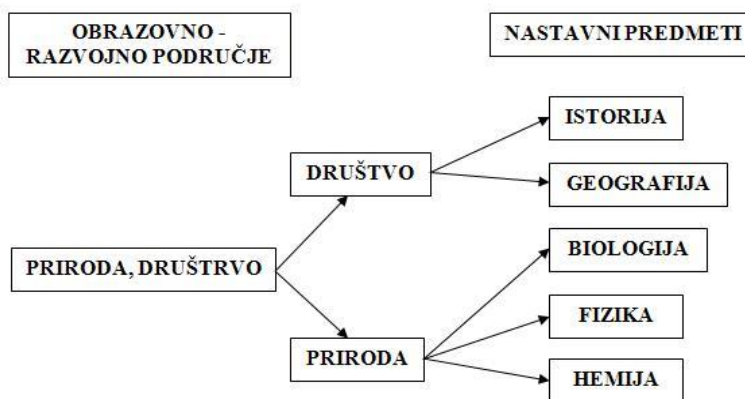 OBRAZOVNO -
RAZVOJNO PODRUČJE
NASTAVNI PREDMETI
ISTORIJA
DRUŠTVO
GEOGRAFIJA
PRIRODA, DRUŠTRVO
BIOLOGIJA
FIZIKA
PRIRODA
HEMIJA